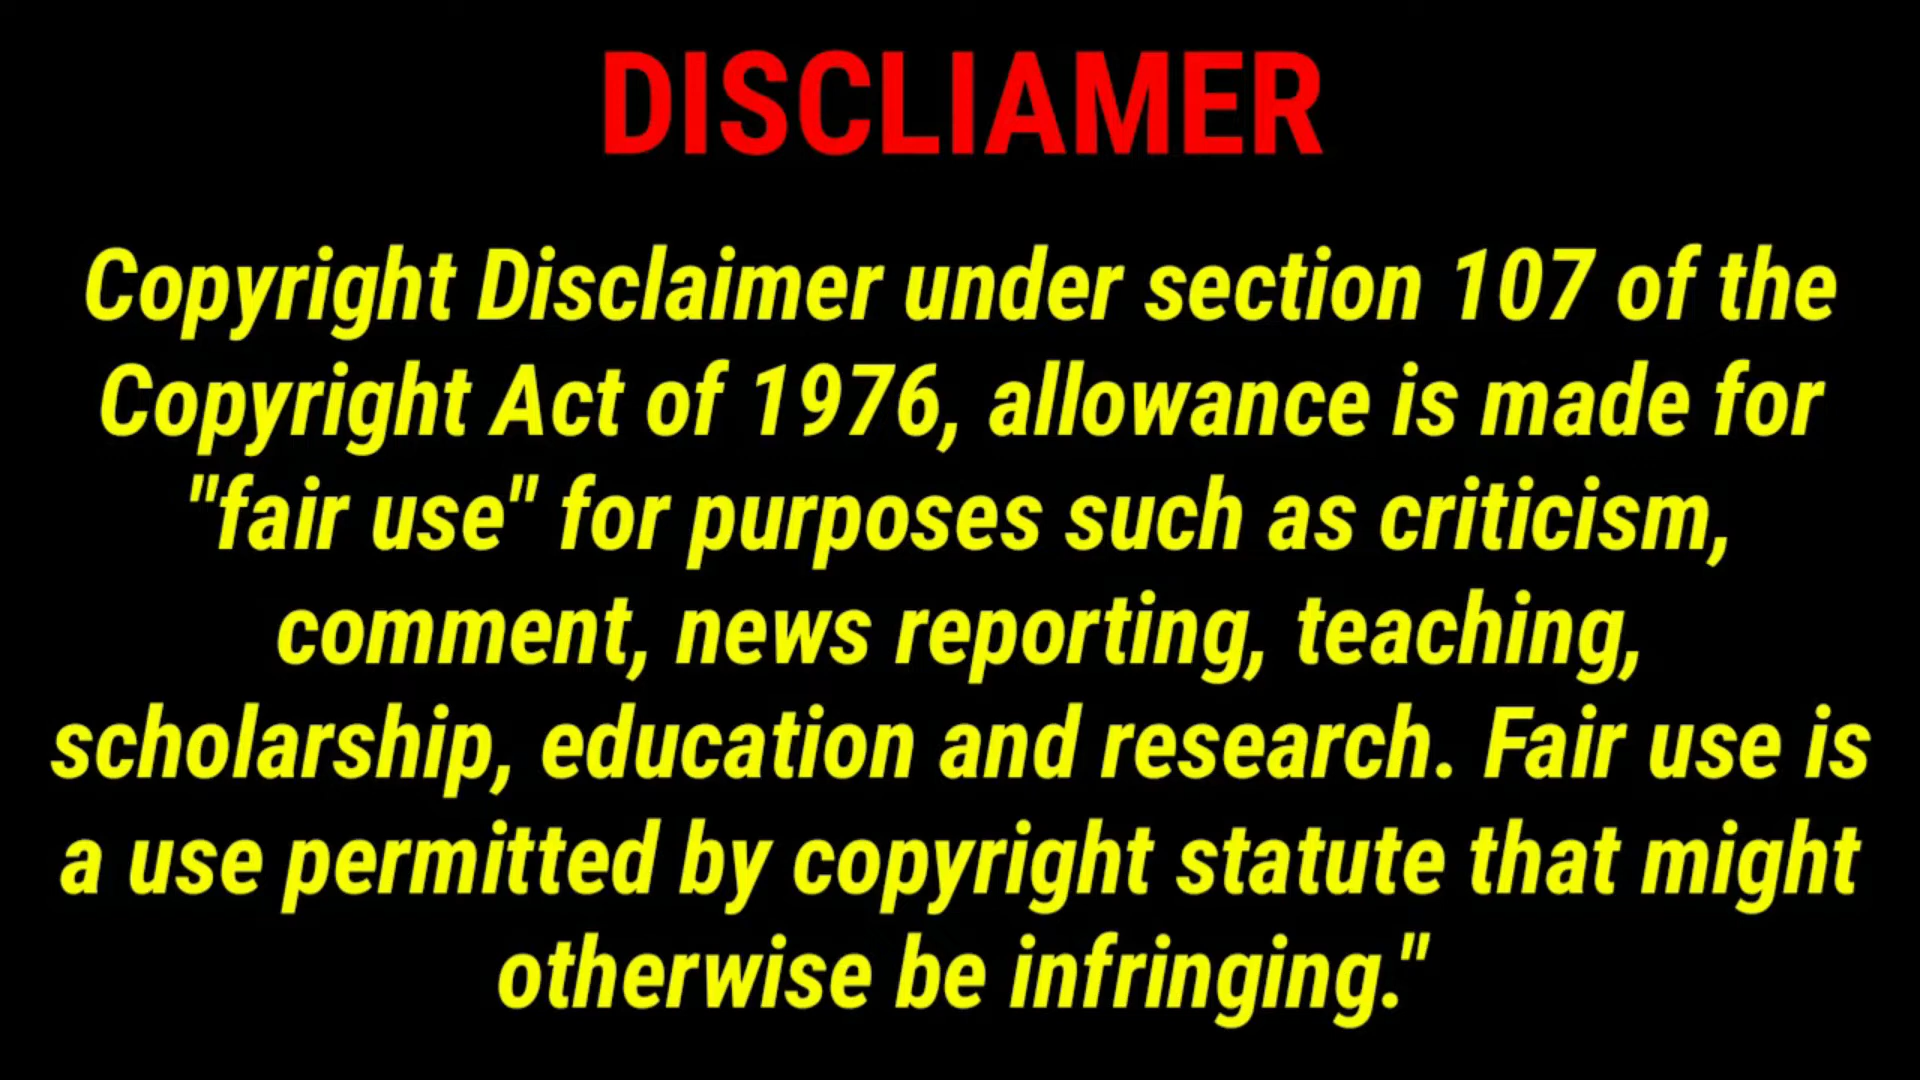 DISCLIAMER
Copyright Disclaimer under section 107 of the
Copyright Act of 1976, allowance is made for
"fair use" for purposes such as criticism,
comment, news reporting, teaching,
scholarship, education and research. Fair use is
a use permitted by copyright statute that might
otherwise be infringing."